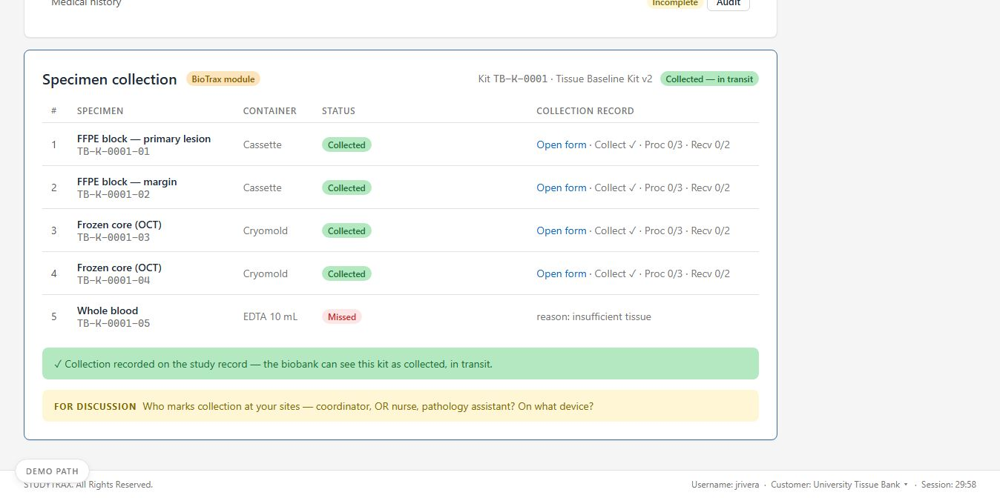 Medical history
Incomplete
Audit
Specimen collection
BioTrax module
Kit TB-K-0001 · Tissue Baseline Kit v2
Collected — in transit
# SPECIMEN CONTAINER STATUS COLLECTION RECORD
1 FFPE block — primary lesion Cassette Collected Open form · Collect ✓ · Proc 0/3 · Recv 0/2
TB-K-0001-01
2 FFPE block — margin Cassette Collected Open form · Collect ✓ · Proc 0/3 · Recv 0/2
TB-K-0001-02
3 Frozen core (OCT) Cryomold Collected Open form · Collect ✓ · Proc 0/3 · Recv 0/2
TB-K-0001-03
4 Frozen core (OCT) Cryomold Collected Open form · Collect ✓ · Proc 0/3 · Recv 0/2
TB-K-0001-04
5 Whole blood EDTA 10 mL Missed reason: insufficient tissue
TB-K-0001-05
✓ Collection recorded on the study record — the biobank can see this kit as collected, in transit.
FOR DISCUSSION Who marks collection at your sites — coordinator, OR nurse, pathology assistant? On what device?
DEMO PATH
STUDYTRAX. All Rights Reserved.
Username: jrivera · Customer: University Tissue Bank · Session: 29:58